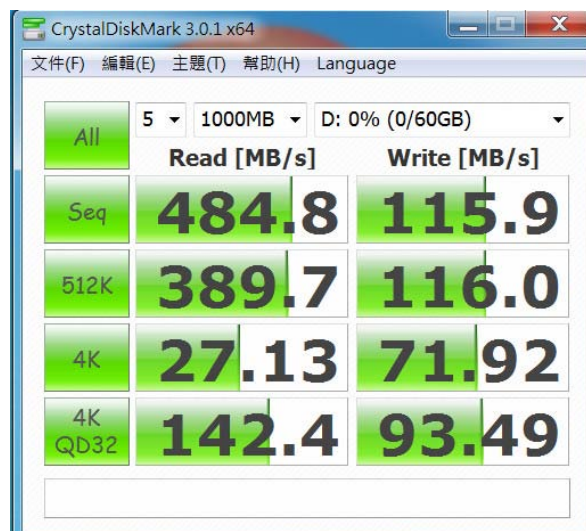 CrystalDiskMark 3.0.1 x64
文件(F) 編輯(E) 主題(T) 幫助(H) Language
All 5 1000MB D: 0% (0/60GB)
Read [MB/s] Write [MB/s]
Seq 484.8 115.9
512K 389.7 116.0
4K 27.13 71.92
4K QD32 142.4 93.49